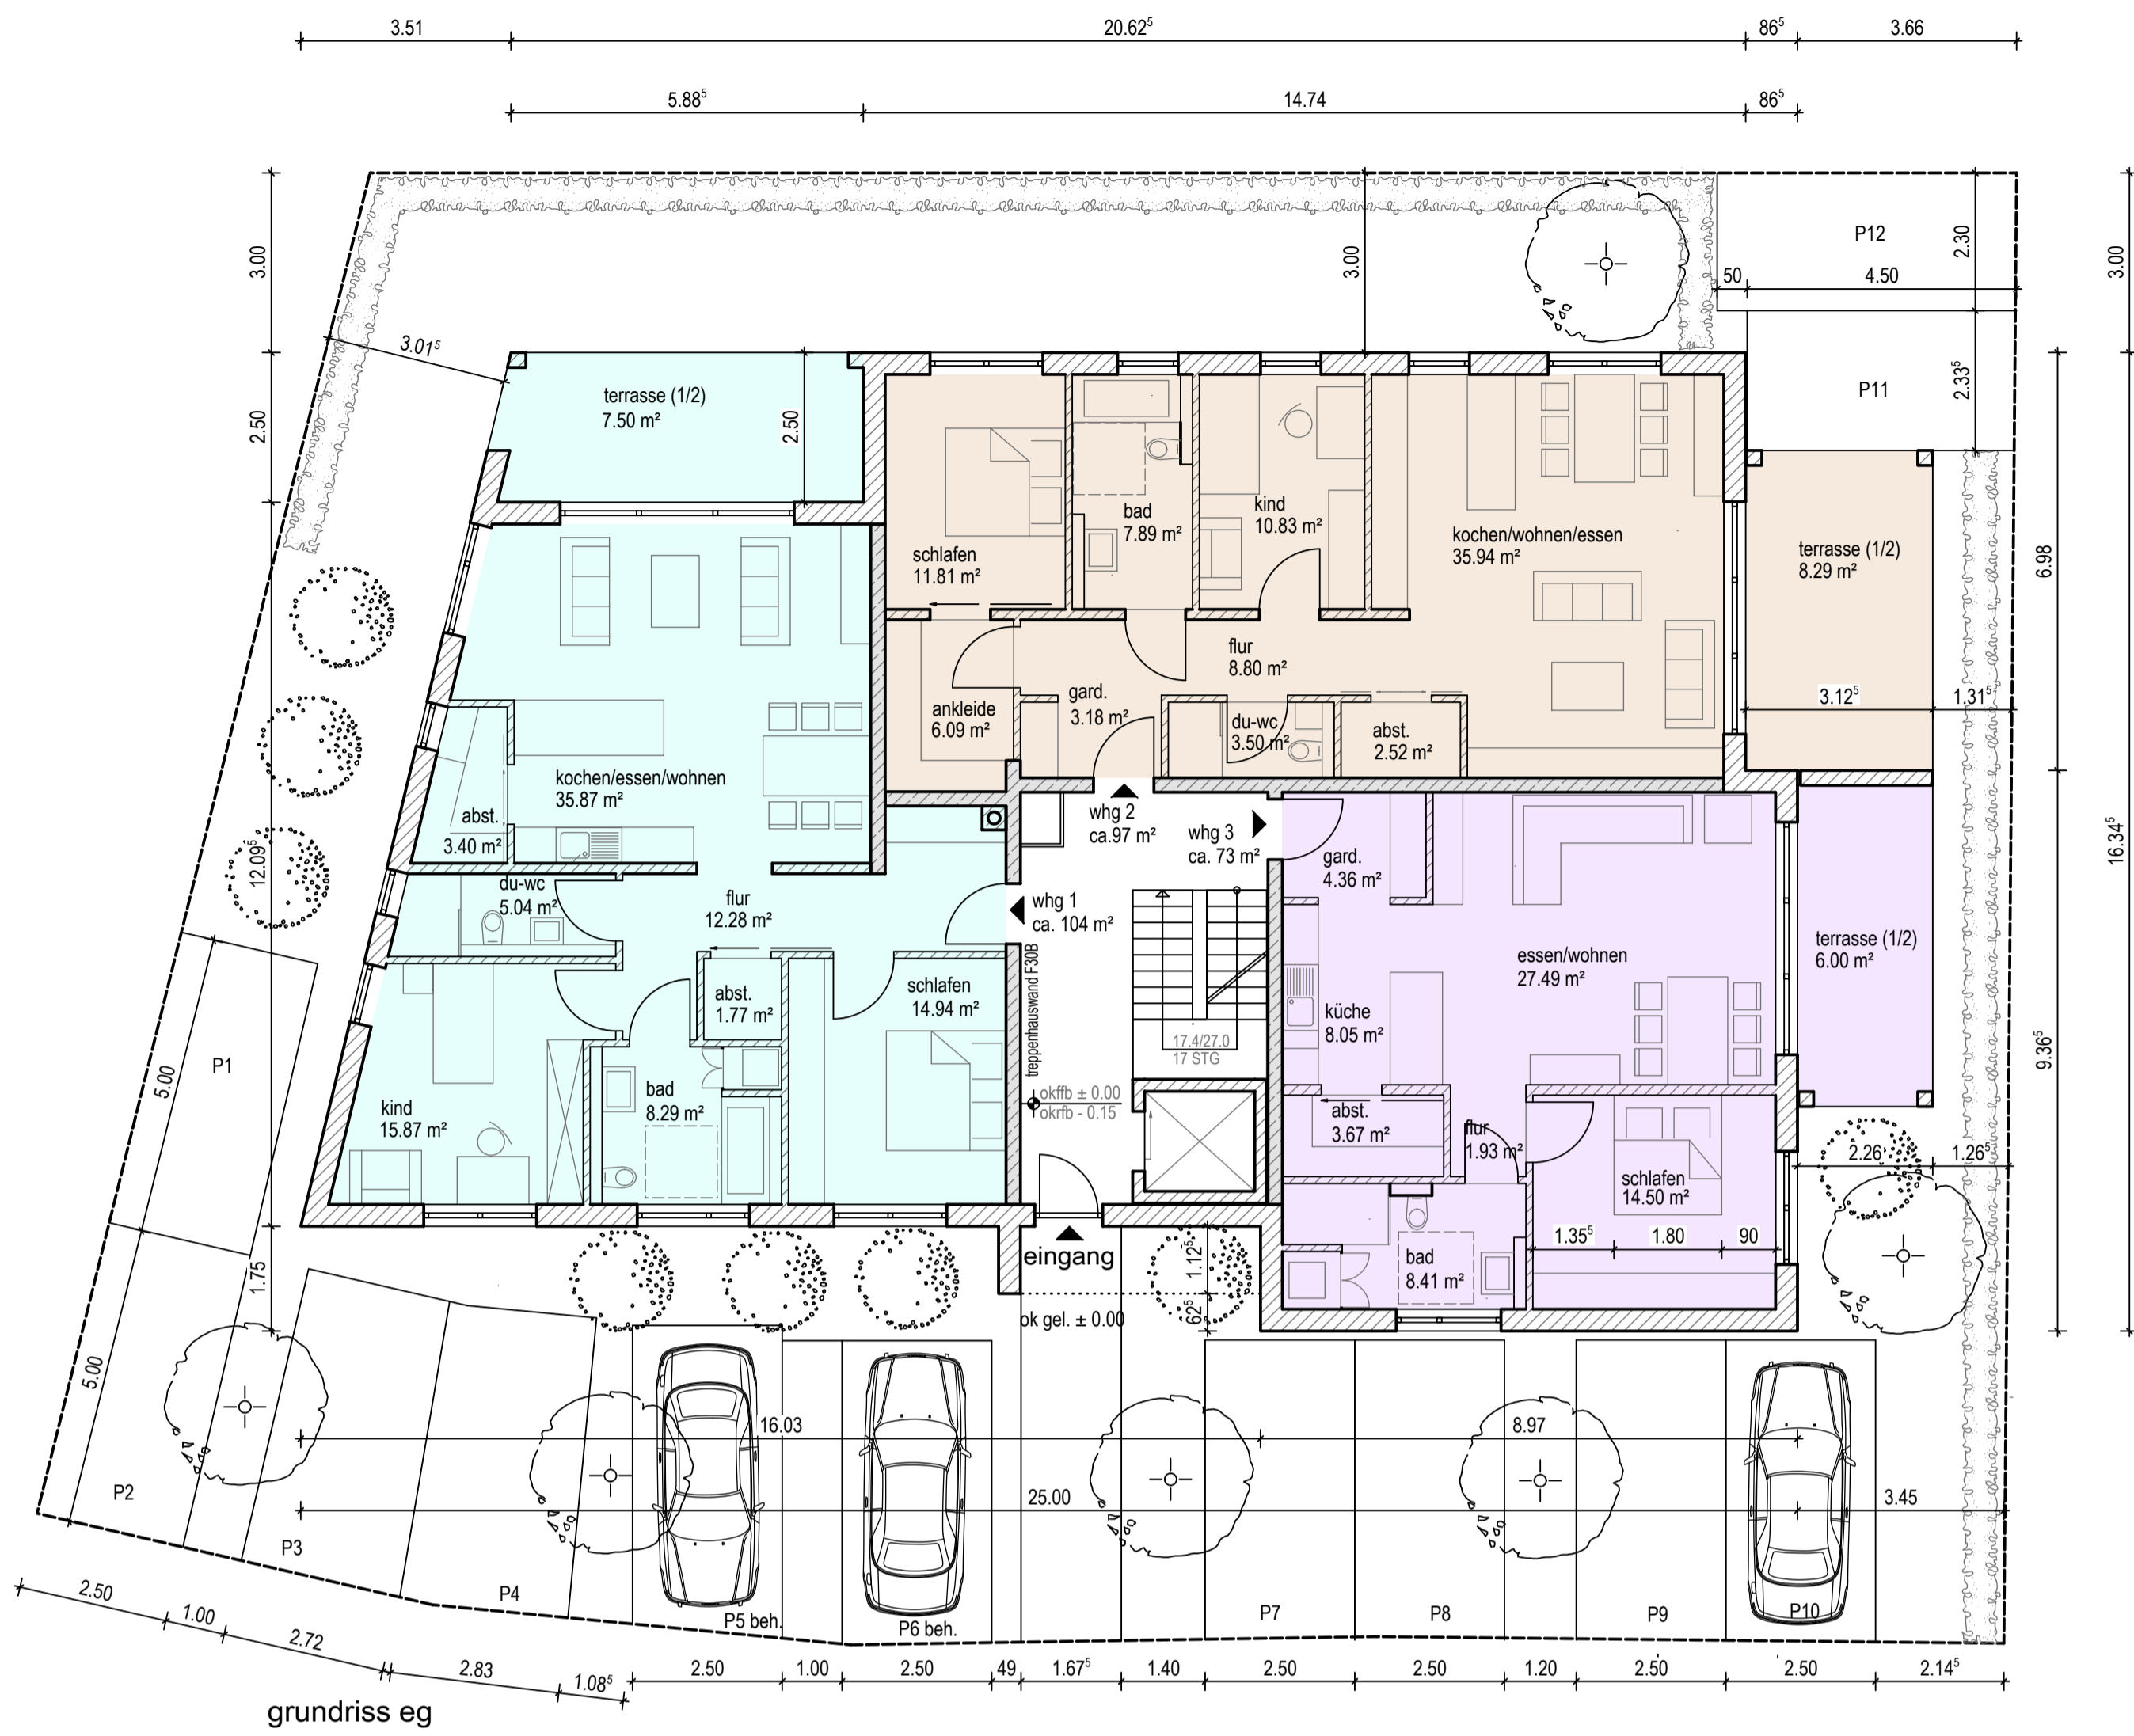 3.51
20.62⁵
86⁵
3.66
5.88⁵
14.74
86⁵
3.00
3.00
3.00
P12
2.30
50
4.50
3.01⁵
P11
2.33⁵
2.50
terrasse (1/2)
7.50 m²
2.50
schlafen
11.81 m²
bad
7.89 m²
kind
10.83 m²
kochen/wohnen/essen
35.94 m²
terrasse (1/2)
8.29 m²
6.98
flur
8.80 m²
ankleide
6.09 m²
gard.
3.18 m²
du-wc
3.50 m²
abst.
2.52 m²
3.12⁵
1.31⁵
kochen/essen/wohnen
35.87 m²
abst.
3.40 m²
12.09⁵
whg 2
ca.97 m²
whg 3
ca. 73 m²
16.34⁵
du-wc
5.04 m²
flur
12.28 m²
whg 1
ca. 104 m²
gard.
4.36 m²
essen/wohnen
27.49 m²
terrasse (1/2)
6.00 m²
treppenhauswand F30B
abst.
1.77 m²
schlafen
14.94 m²
küche
8.05 m²
17.4/27.0
17 STG
9.36⁵
P1
5.00
kind
15.87 m²
bad
8.29 m²
okffb ± 0.00
okrfb - 0.15
abst.
3.67 m²
flur
1.93 m²
schlafen
14.50 m²
2.26
1.26⁵
1.35⁵
1.80
90
bad
8.41 m²
eingang
1.12⁵
62⁵
ok gel. ± 0.00
1.75
5.00
16.03
8.97
25.00
3.45
P2
P3
P4
P5 beh.
P6 beh.
P7
P8
P9
P10
2.50
1.00
2.72
2.83
1.08⁵
2.50
1.00
2.50
49
1.67⁵
1.40
2.50
2.50
1.20
2.50
2.50
2.14⁵
grundriss eg